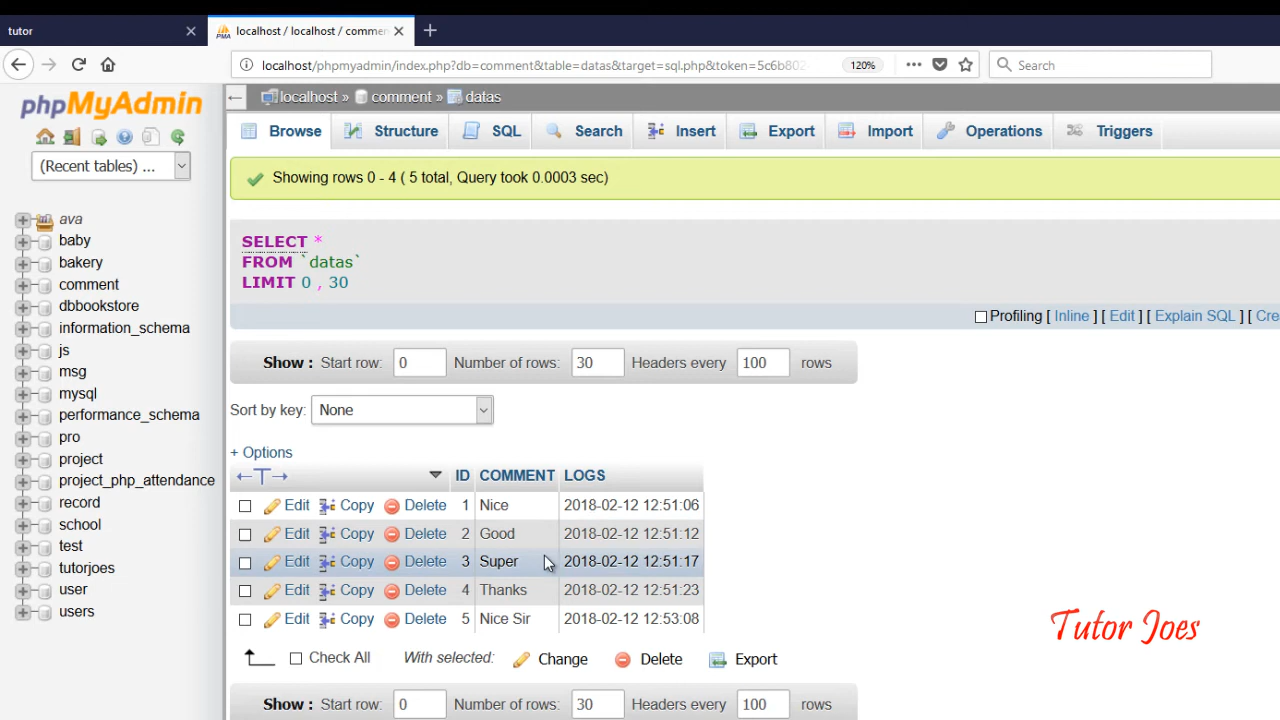 tutor
localhost / localhost / commen
localhost/phpmyadmin/index.php?db=comment&table=datas&target=sql.php&token=5c6b802
120%
Search
phpMyAdmin
(Recent tables) ...
ava
baby
bakery
comment
dbbookstore
information_schema
js
msg
mysql
performance_schema
pro
project
project_php_attendance
record
school
test
tutorjoes
user
users
localhost » comment » datas
Browse Structure SQL Search Insert Export Import Operations Triggers
Showing rows 0 - 4 ( 5 total, Query took 0.0003 sec)
SELECT *
FROM `datas`
LIMIT 0 , 30
Profiling [ Inline ] [ Edit ] [ Explain SQL ] [ Cre
Show : Start row: 0 Number of rows: 30 Headers every 100 rows
Sort by key: None
+ Options
←T→ ID COMMENT LOGS
Edit Copy Delete 1 Nice 2018-02-12 12:51:06
Edit Copy Delete 2 Good 2018-02-12 12:51:12
Edit Copy Delete 3 Super 2018-02-12 12:51:17
Edit Copy Delete 4 Thanks 2018-02-12 12:51:23
Edit Copy Delete 5 Nice Sir 2018-02-12 12:53:08
Check All With selected: Change Delete Export
Show : Start row: 0 Number of rows: 30 Headers every 100 rows
Tutor Joes